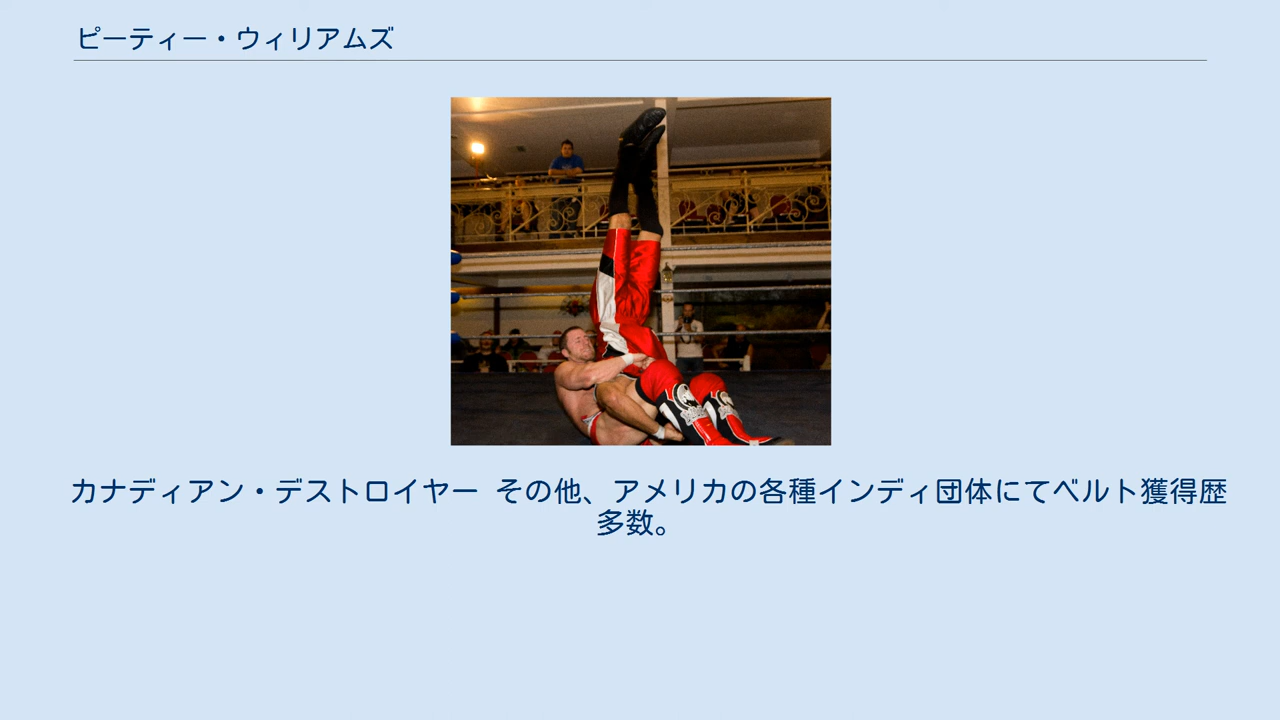 ピーティー・ウィリアムズ
カナディアン・デストロイヤー その他、アメリカの各種インディ団体にてベルト獲得歴
多数。